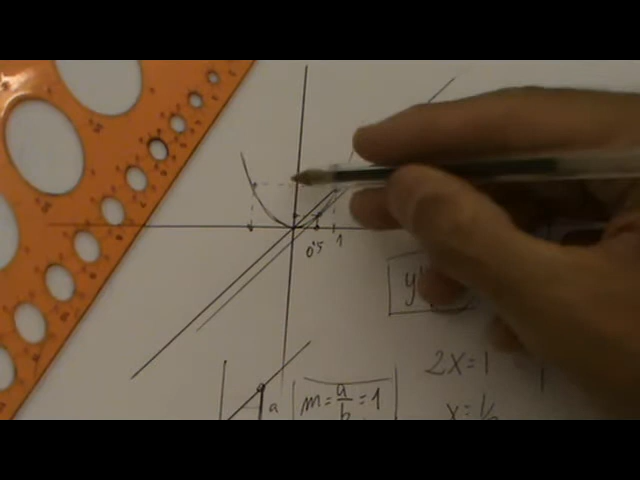 0'5 1
y'
2x=1
a
m=a/b=1
x=1/2